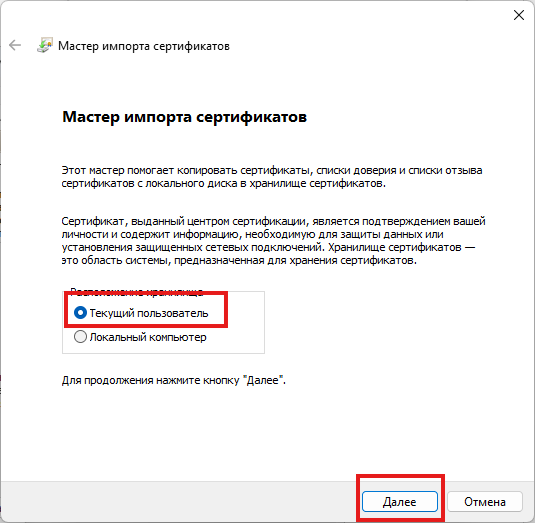 Мастер импорта сертификатов
Мастер импорта сертификатов
Этот мастер помогает копировать сертификаты, списки доверия и списки отзыва
сертификатов с локального диска в хранилище сертификатов.
Сертификат, выданный центром сертификации, является подтверждением вашей
личности и содержит информацию, необходимую для защиты данных или
установления защищенных сетевых подключений. Хранилище сертификатов —
это область системы, предназначенная для хранения сертификатов.
Расположение хранилища
Текущий пользователь
Локальный компьютер
Для продолжения нажмите кнопку "Далее".
Далее
Отмена